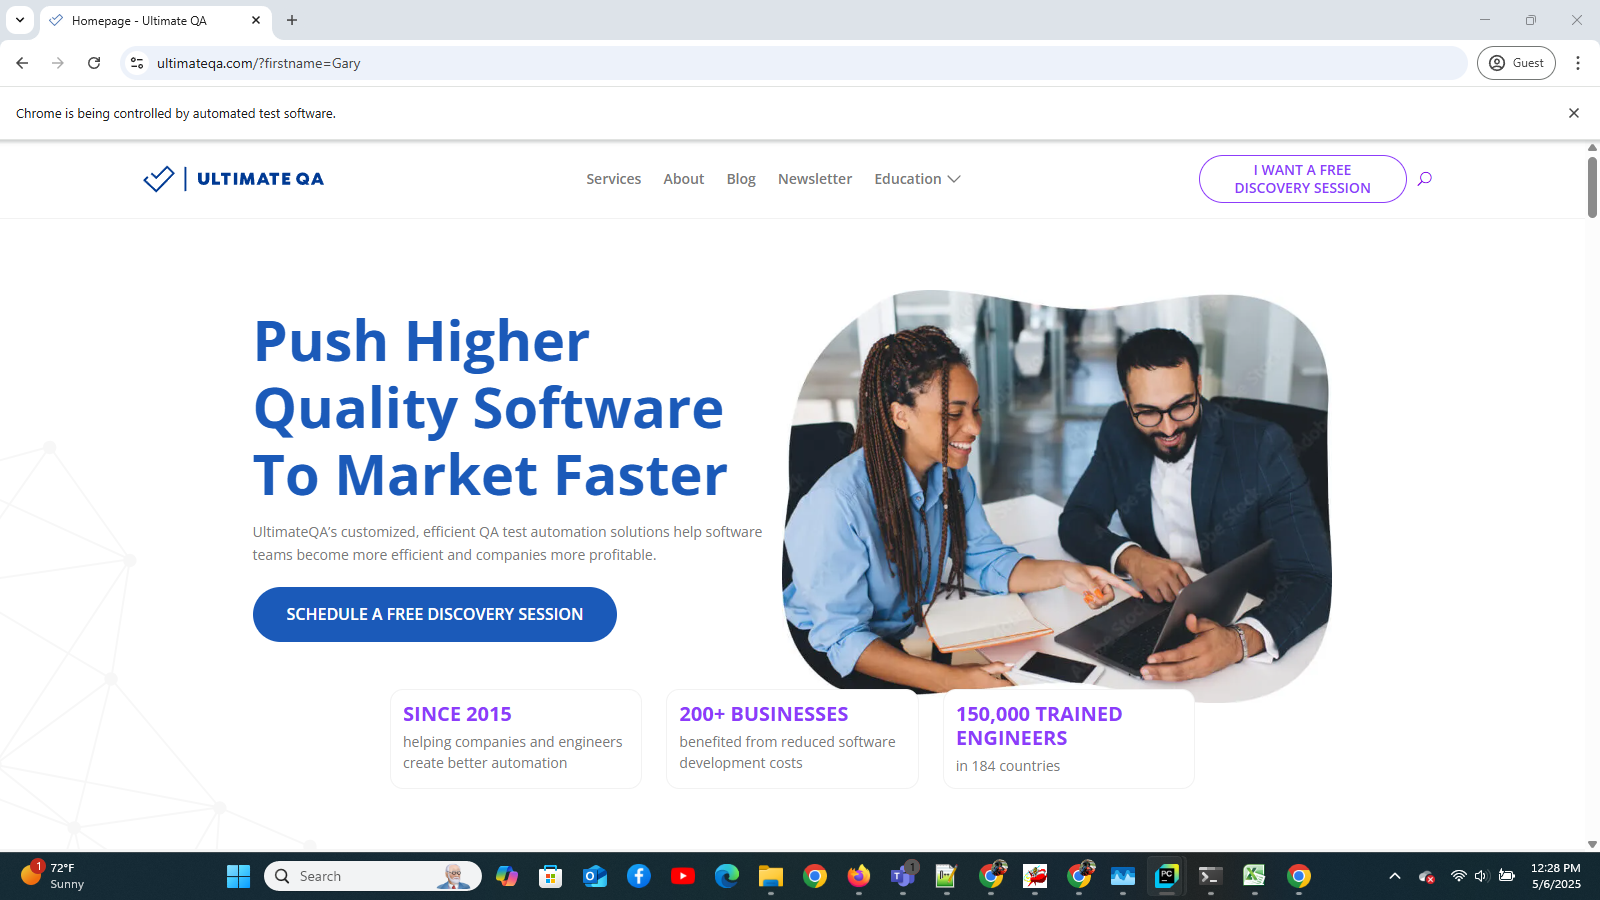 Homepage - Ultimate QA
ultimateqa.com/?firstname=Gary
Guest
Chrome is being controlled by automated test software.
ULTIMATE QA
Services
About
Blog
Newsletter
Education
I WANT A FREE
DISCOVERY SESSION
Push Higher
Quality Software
To Market Faster
UltimateQA's customized, efficient QA test automation solutions help software
teams become more efficient and companies more profitable.
SCHEDULE A FREE DISCOVERY SESSION
SINCE 2015
helping companies and engineers
create better automation
200+ BUSINESSES
benefited from reduced software
development costs
150,000 TRAINED
ENGINEERS
in 184 countries
1
72°F
Sunny
Search
1
PC
12:28 PM
5/6/2025